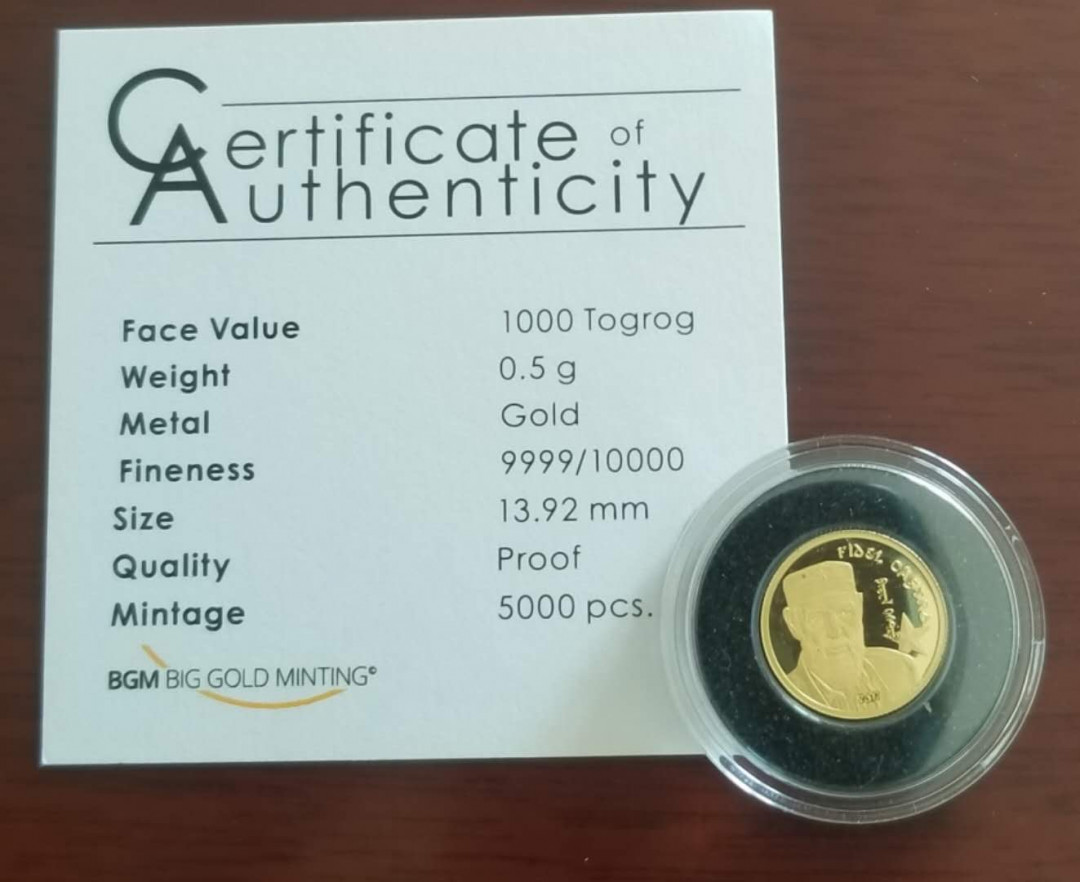 Certificate of
Authenticity
Face Value 1000 Togrog
Weight 0.5 g
Metal Gold
Fineness 9999/10000
Size 13.92 mm
Quality Proof
Mintage 5000 pcs.
BGM BIG GOLD MINTING©
FIDEL CASTRO